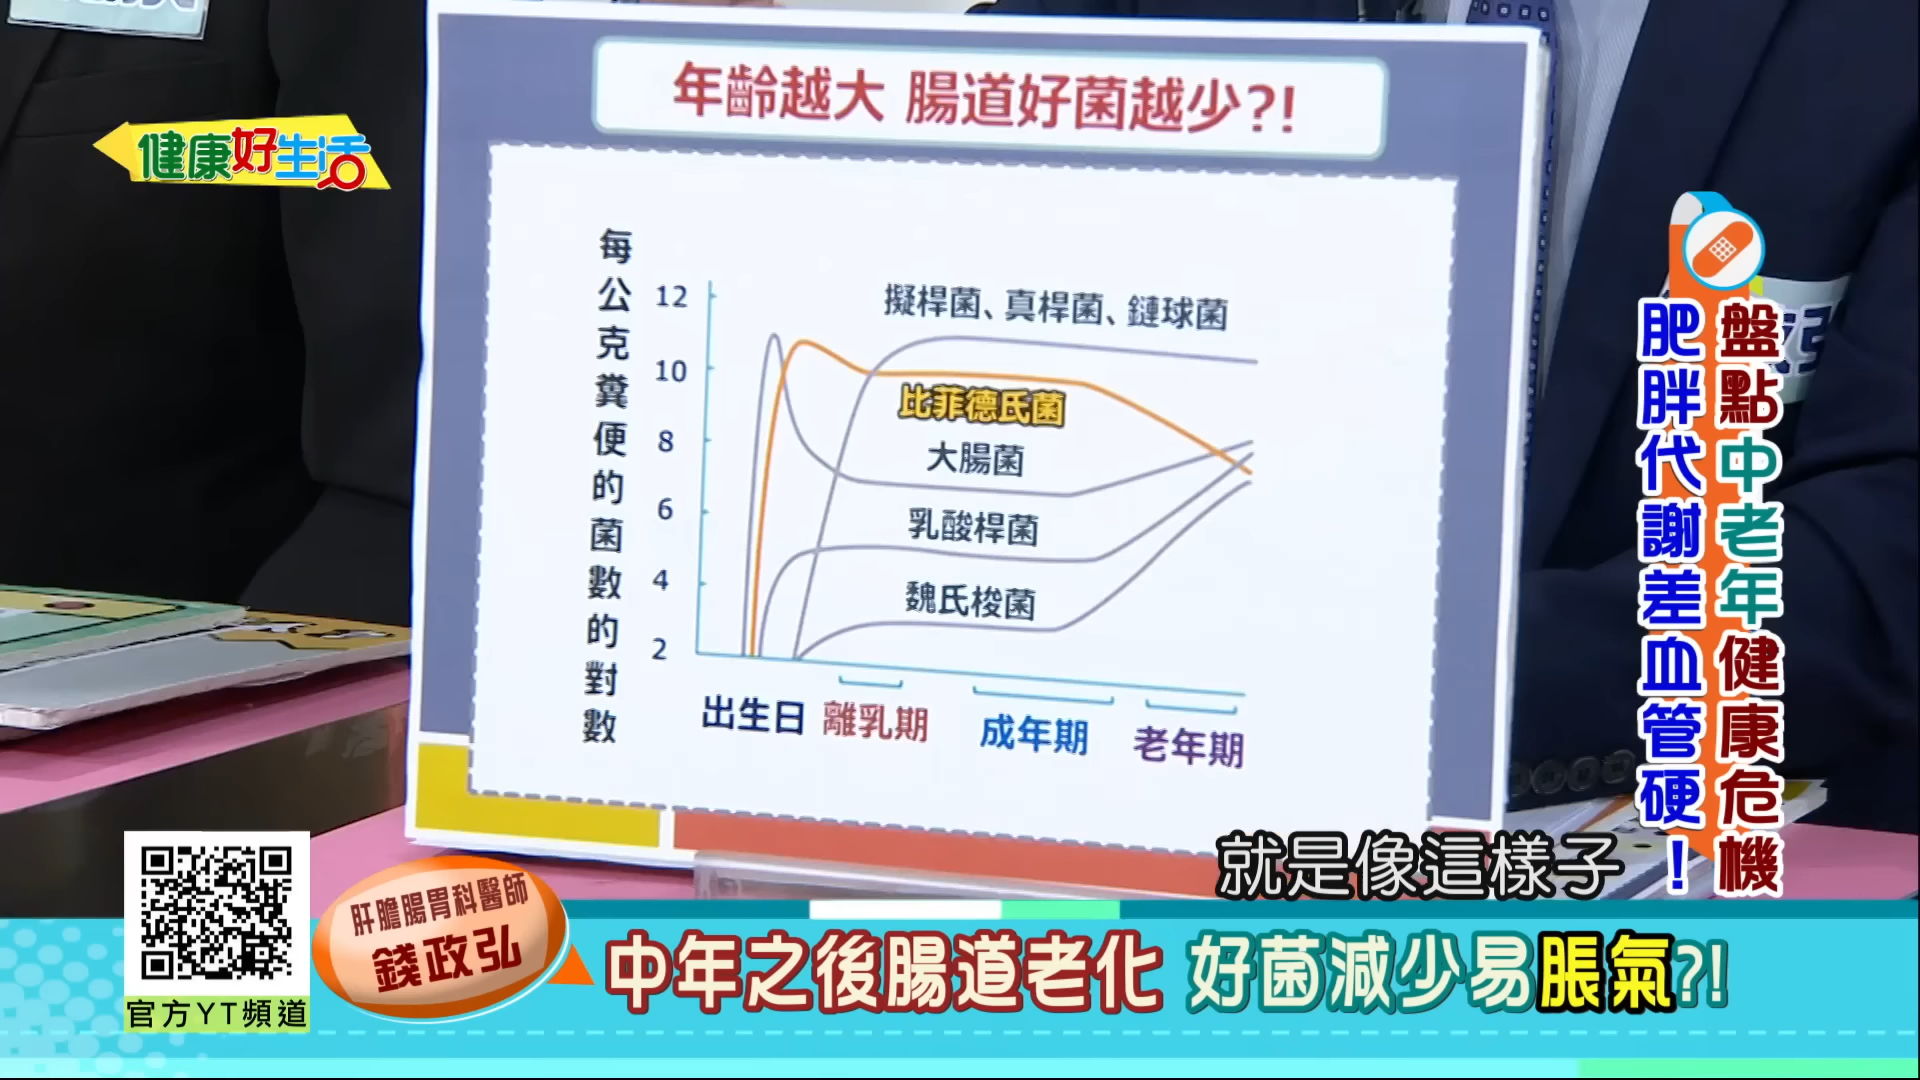 年齡越大 腸道好菌越少?!
健康好生活
每公克糞便的菌數的對數
12
10
8
6
4
2
擬桿菌、真桿菌、鏈球菌
比菲德氏菌
大腸菌
乳酸桿菌
魏氏梭菌
出生日
離乳期
成年期
老年期
盤點中老年健康危機
肥胖代謝差血管硬!
就是像這樣子
肝膽腸胃科醫師
錢政弘
中年之後腸道老化 好菌減少易脹氣?!
官方YT頻道